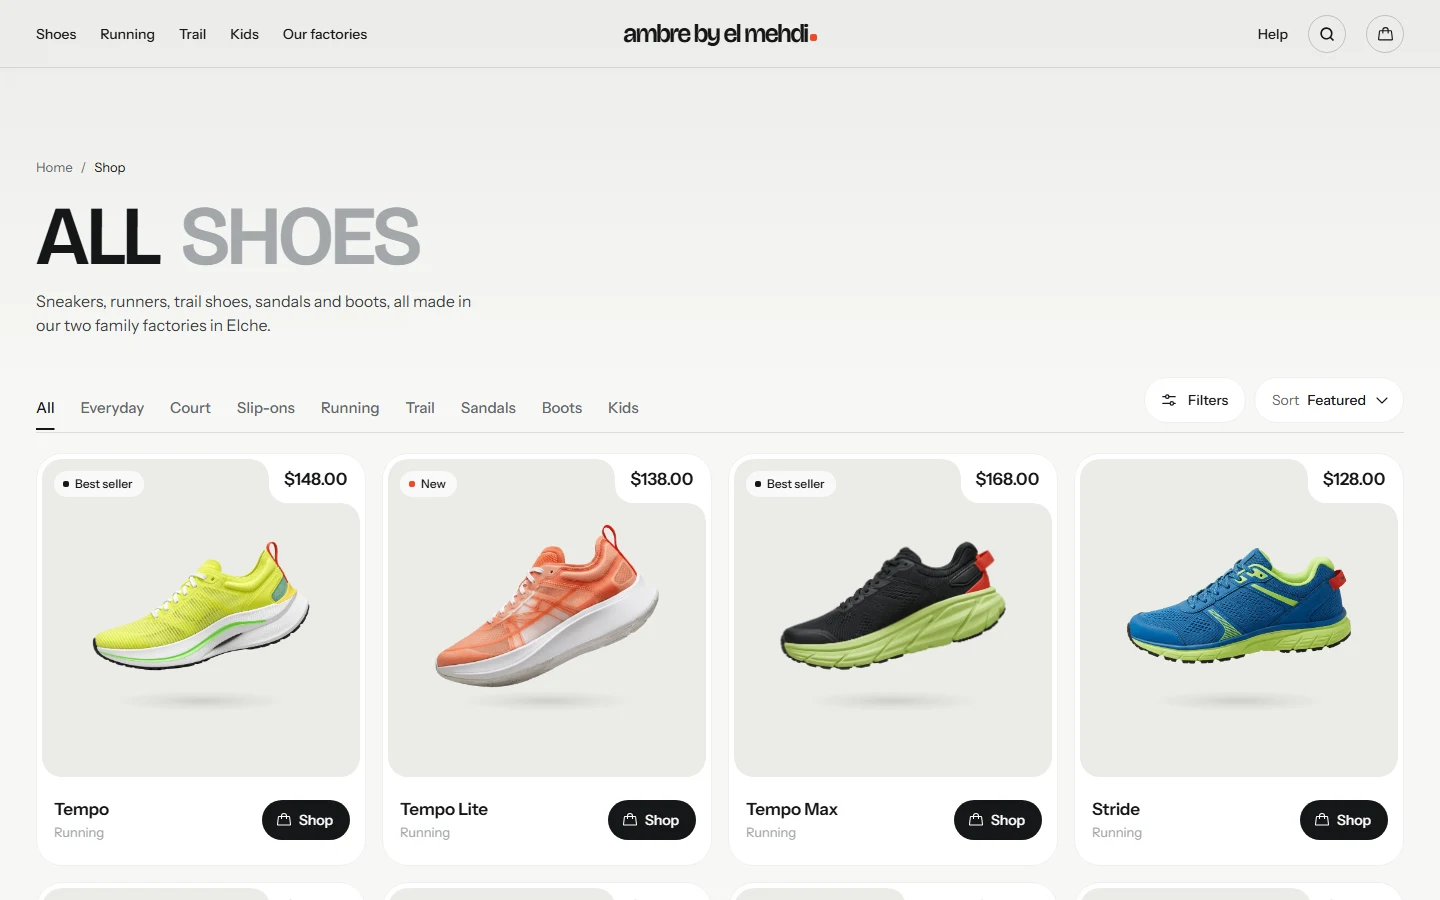 Shoes Running Trail Kids Our factories
ambre by el mehdi.
Help
Home / Shop
ALL SHOES
Sneakers, runners, trail shoes, sandals and boots, all made in
our two family factories in Elche.
All Everyday Court Slip-ons Running Trail Sandals Boots Kids
Filters
Sort Featured
Best seller
$148.00
New
$138.00
Best seller
$168.00
$128.00
Tempo
Running
Shop
Tempo Lite
Running
Shop
Tempo Max
Running
Shop
Stride
Running
Shop